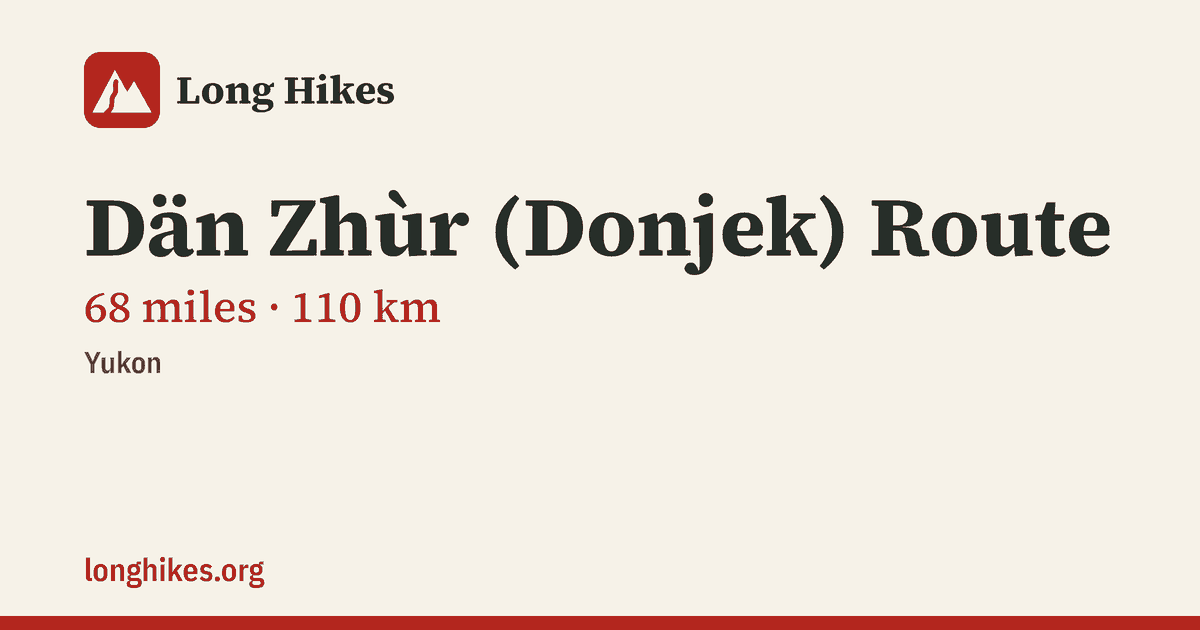 Long Hikes
Dän Zhùr (Donjek) Route
68 miles · 110 km
Yukon
longhikes.org